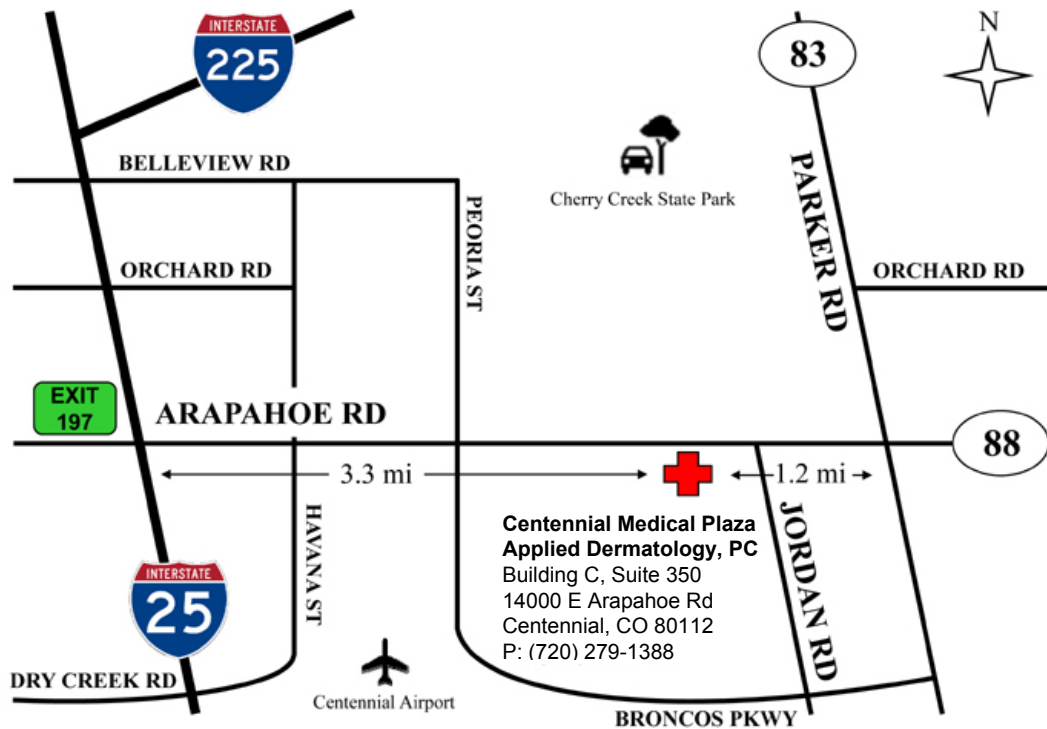 INTERSTATE
225
83
N
BELLEVIEW RD
Cherry Creek State Park
PEORIA ST
PARKER RD
ORCHARD RD
ORCHARD RD
EXIT
197
ARAPAHOE RD
88
3.3 mi
1.2 mi
HAVANA ST
Centennial Medical Plaza
Applied Dermatology, PC
Building C, Suite 350
14000 E Arapahoe Rd
Centennial, CO 80112
P: (720) 279-1388
JORDAN RD
INTERSTATE
25
DRY CREEK RD
Centennial Airport
BRONCOS PKWY